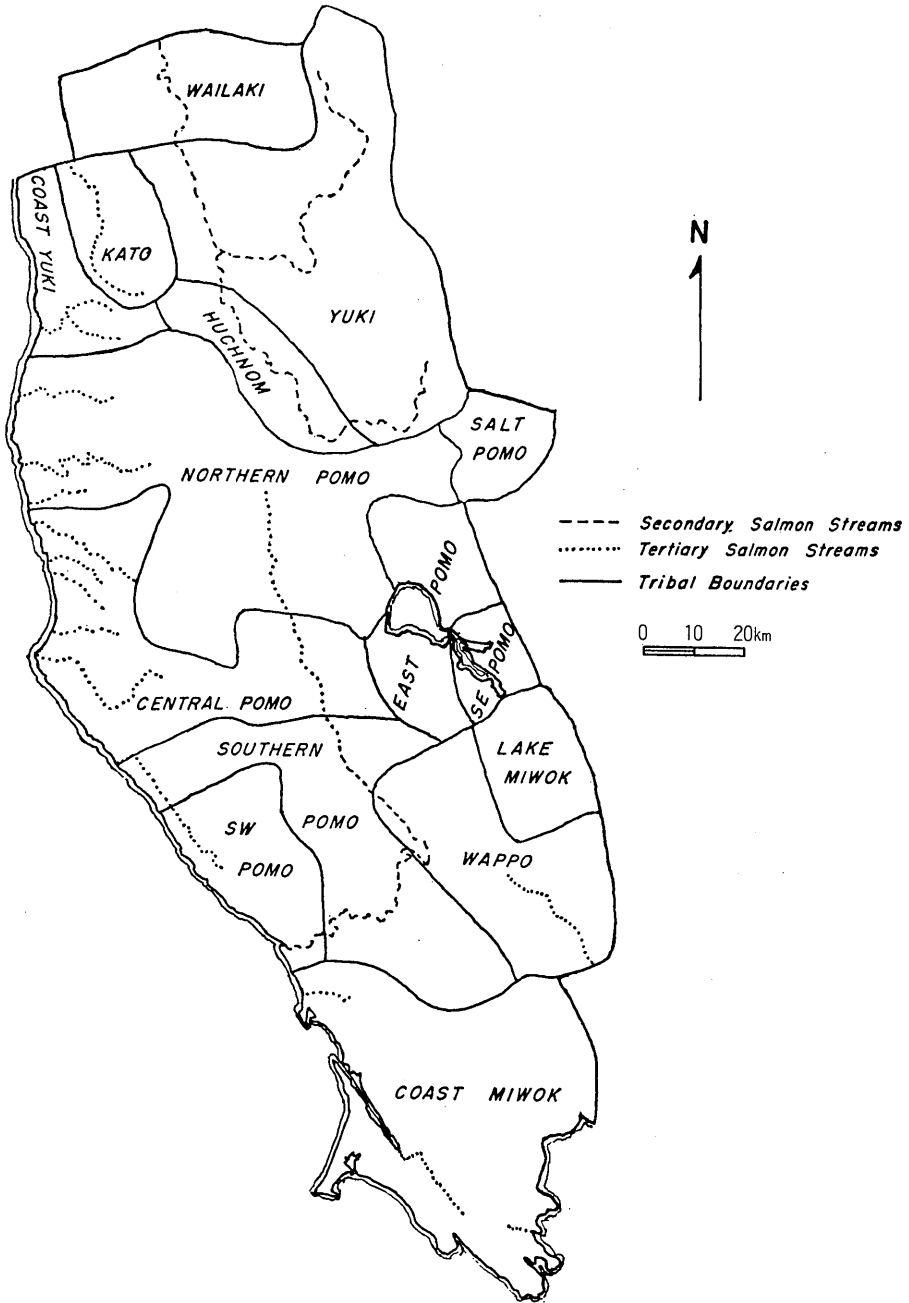 WAILAKI
COAST YUKI
KATO
N
HUCHNOM
YUKI
SALT
POMO
NORTHERN POMO
Secondary Salmon Streams
Tertiary Salmon Streams
Tribal Boundaries
0 10 20km
EAST POMO
SE POMO
CENTRAL POMO
SOUTHERN
POMO
LAKE
MIWOK
SW
POMO
WAPPO
COAST MIWOK